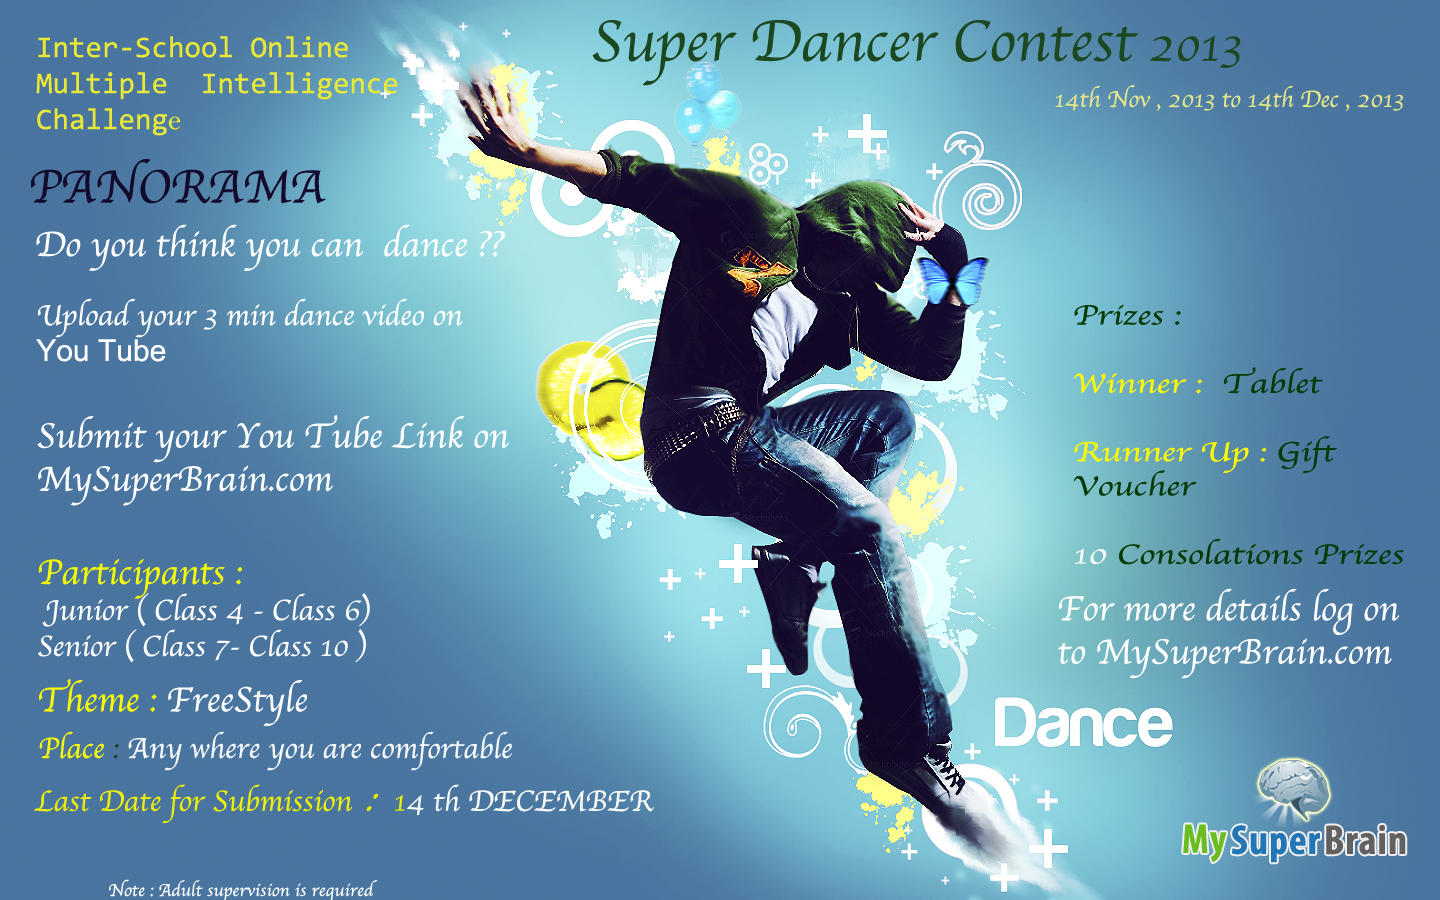 Inter-School Online
Multiple Intelligence
Challenge
Super Dancer Contest 2013
14th Nov , 2013 to 14th Dec , 2013
PANORAMA
Do you think you can dance ??
Upload your 3 min dance video on
You Tube
Submit your You Tube Link on
MySuperBrain.com
Participants :
Junior ( Class 4 - Class 6)
Senior ( Class 7- Class 10 )
Theme : FreeStyle
Place : Any where you are comfortable
Last Date for Submission : 14 th DECEMBER
Note : Adult supervision is required
Prizes :
Winner : Tablet
Runner Up : Gift
Voucher
10 Consolations Prizes
For more details log on
to MySuperBrain.com
Dance
MySuperBrain